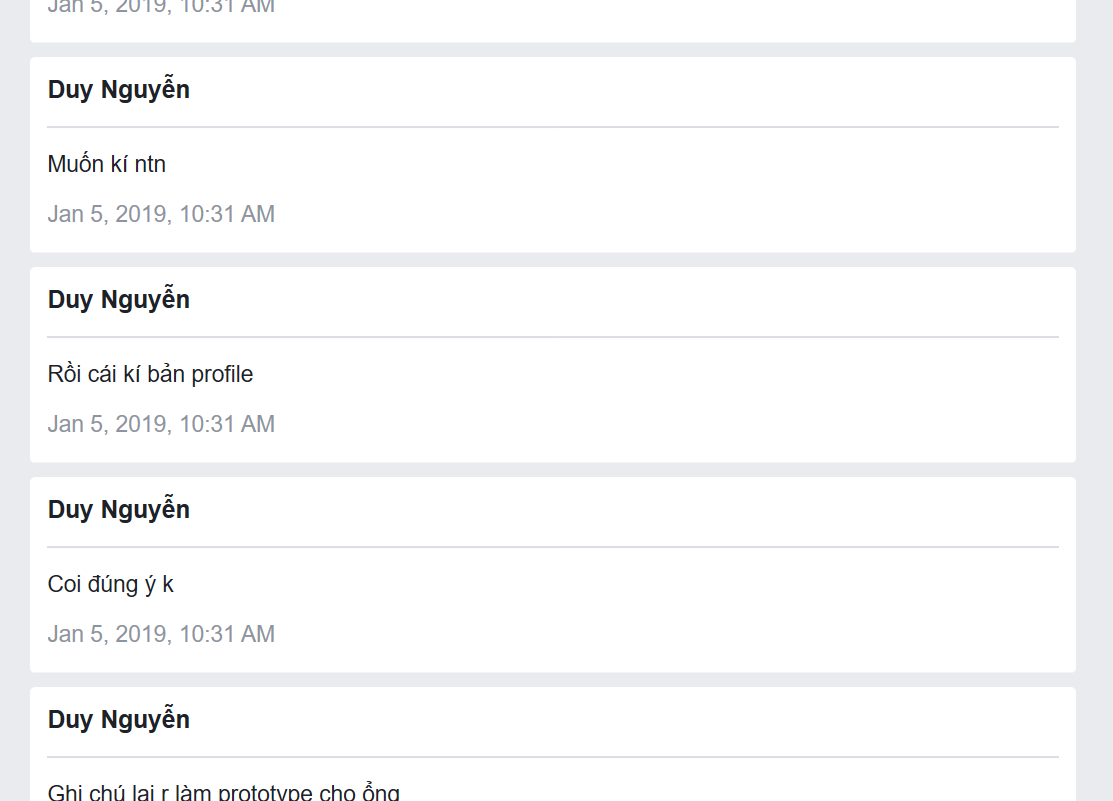 Jan 5, 2019, 10:31 AM
Duy Nguyễn
Muốn kí ntn
Jan 5, 2019, 10:31 AM
Duy Nguyễn
Rồi cái kí bản profile
Jan 5, 2019, 10:31 AM
Duy Nguyễn
Coi đúng ý k
Jan 5, 2019, 10:31 AM
Duy Nguyễn
Ghi chú lại r làm prototype cho ổng